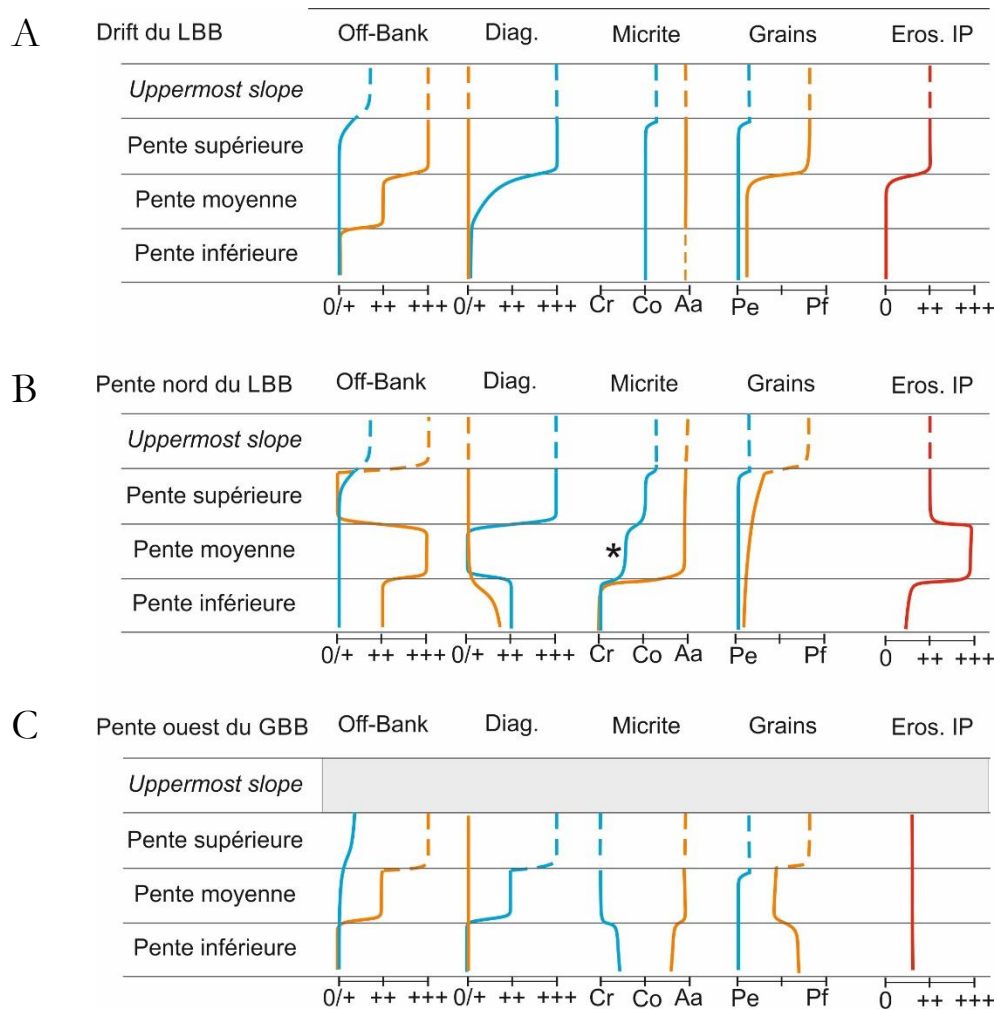 A
Drift du LBB Off-Bank Diag. Micrite Grains Eros. IP
Uppermost slope
Pente supérieure
Pente moyenne
Pente inférieure
0/+ ++ +++ 0/+ ++ +++ Cr Co Aa Pe Pf 0 ++ +++
B
Pente nord du LBB Off-Bank Diag. Micrite Grains Eros. IP
Uppermost slope
Pente supérieure
Pente moyenne *
Pente inférieure
0/+ ++ +++ 0/+ ++ +++ Cr Co Aa Pe Pf 0 ++ +++
C
Pente ouest du GBB Off-Bank Diag. Micrite Grains Eros. IP
Uppermost slope
Pente supérieure
Pente moyenne
Pente inférieure
0/+ ++ +++ 0/+ ++ +++ Cr Co Aa Pe Pf 0 ++ +++